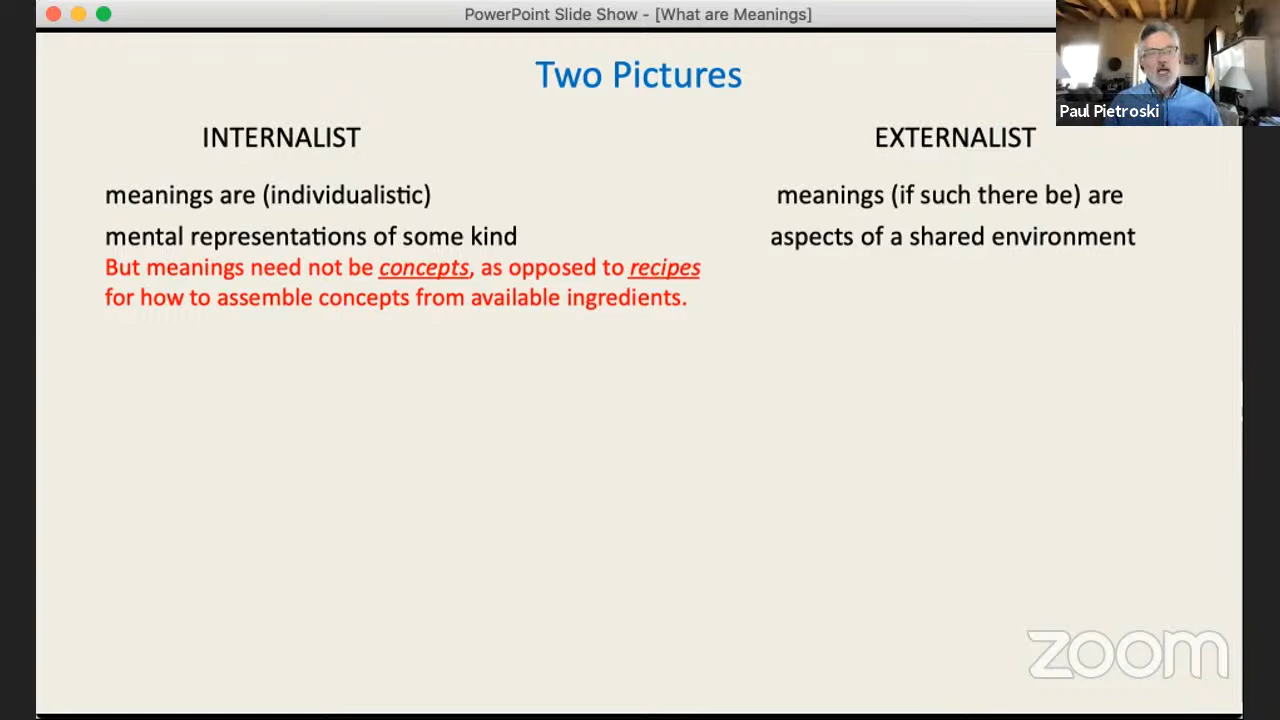 PowerPoint Slide Show - [What are Meanings]
Two Pictures
Paul Pietroski
INTERNALIST
EXTERNALIST
meanings are (individualistic)
mental representations of some kind
But meanings need not be concepts, as opposed to recipes
for how to assemble concepts from available ingredients.
meanings (if such there be) are
aspects of a shared environment
zoom